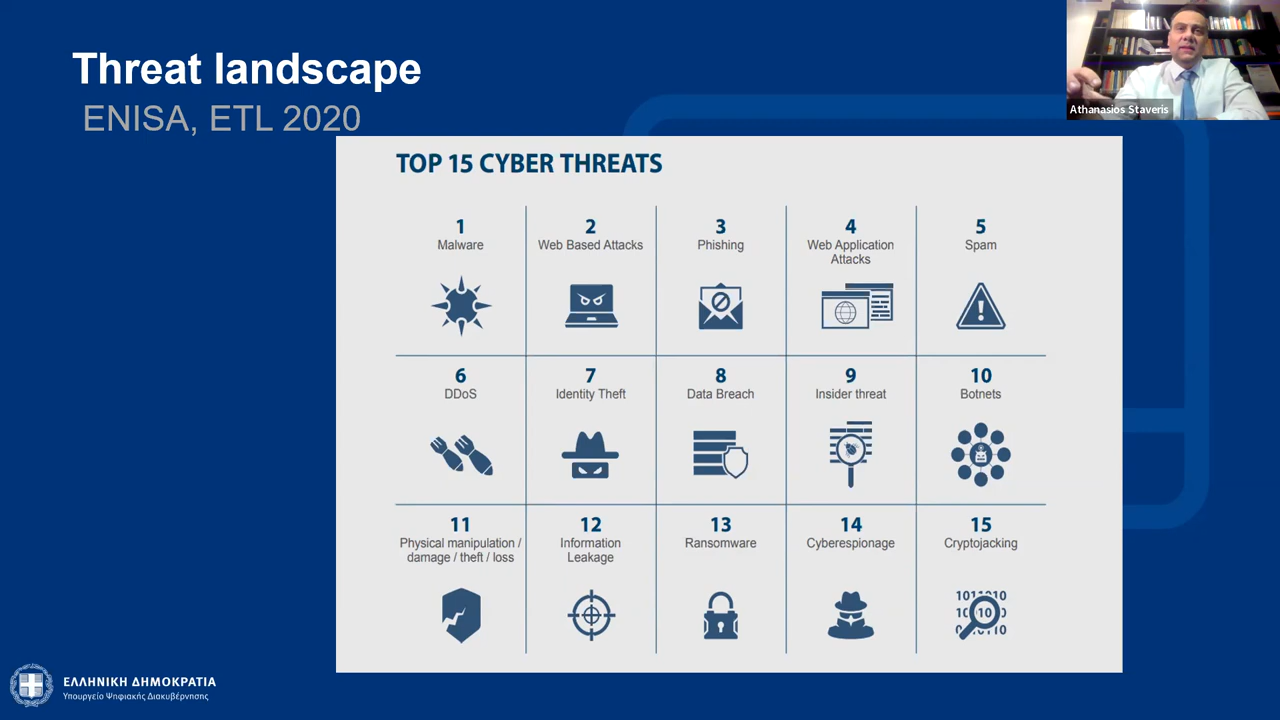 Threat landscape
ENISA, ETL 2020
Athanasios Staveris
TOP 15 CYBER THREATS
1
Malware
2
Web Based Attacks
3
Phishing
4
Web Application
Attacks
5
Spam
6
DDoS
7
Identity Theft
8
Data Breach
9
Insider threat
10
Botnets
11
Physical manipulation /
damage / theft / loss
12
Information
Leakage
13
Ransomware
14
Cyberespionage
15
Cryptojacking
ΕΛΛΗΝΙΚΗ ΔΗΜΟΚΡΑΤΙΑ
Υπουργείο Ψηφιακής Διακυβέρνησης